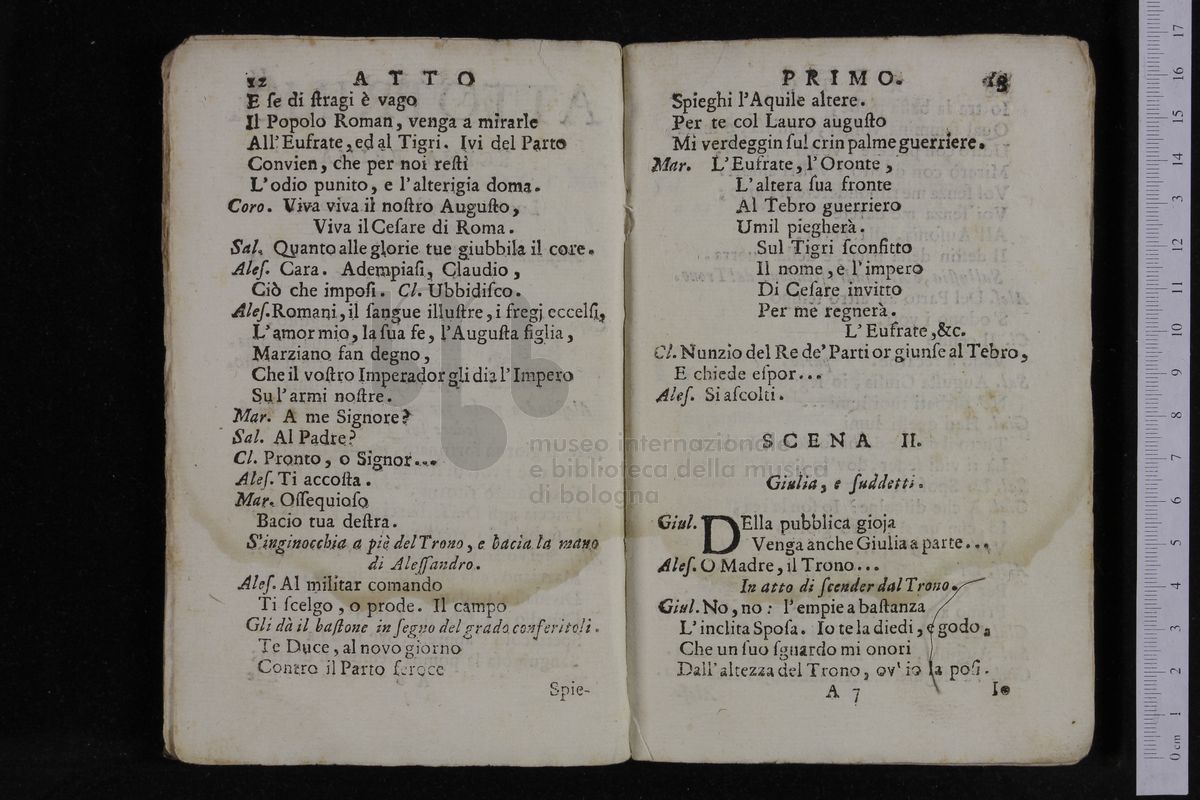 12 ATTO
E ſe di ſtragi è vago
Il Popolo Roman, venga a mirarle
All'Eufrate, ed al Tigri. Ivi del Parto
Convien, che per noi reſti
L'odio punito, e l'alterigia doma.
Coro. Viva viva il noſtro Auguſto,
Viva il Ceſare di Roma.
Sal. Quanto alle glorie tue giubbila il core.
Aleſ. Cara. Adempiaſi, Claudio,
Ciò che impoſi. Cl. Ubbidiſco.
Aleſ. Romani, il ſangue illuſtre, i fregj eccelſi,
L'amor mio, la ſua fe, l'Auguſta figlia,
Marziano fan degno,
Che il voſtro Imperador gli dia l'Impero
Su l'armi noſtre.
Mar. A me Signore?
Sal. Al Padre?
Cl. Pronto, o Signor...
Aleſ. Ti accoſta.
Mar. Oſſequioſo
Bacio tua deſtra.
S'inginocchia a piè del Trono, e bacia la mano
di Aleſſandro.
Aleſ. Al militar comando
Ti ſcelgo, o prode. Il campo
Gli dà il baſtone in ſegno del grado conferitoli.
Te Duce, al novo giorno
Contro il Parto feroce
Spie-
PRIMO. 13
Spieghi l'Aquile altere.
Per te col Lauro auguſto
Mi verdeggin ſul crin palme guerriere.
Mar. L'Eufrate, l'Oronte,
L'altera ſua fronte
Al Tebro guerriero
Umil piegherà.
Sul Tigri ſconfitto
Il nome, e l'impero
Di Ceſare invitto
Per me regnerà.
L'Eufrate, &c.
Cl. Nunzio del Re de' Parti or giunſe al Tebro,
E chiede eſpor...
Aleſ. Si aſcolti.
SCENA II.
Giulia, e ſuddetti.
Giul. DElla pubblica gioja
Venga anche Giulia a parte...
Aleſ. O Madre, il Trono...
In atto di ſcender dal Trono.
Giul. No, no: l'empie a baſtanza
L'inclita Spoſa. Io te la diedi, e godo,
Che un ſuo ſguardo mi onori
Dall'altezza del Trono, ov' io la poſi.
A 7 Io
museo internazionale
e biblioteca della musica
di bologna